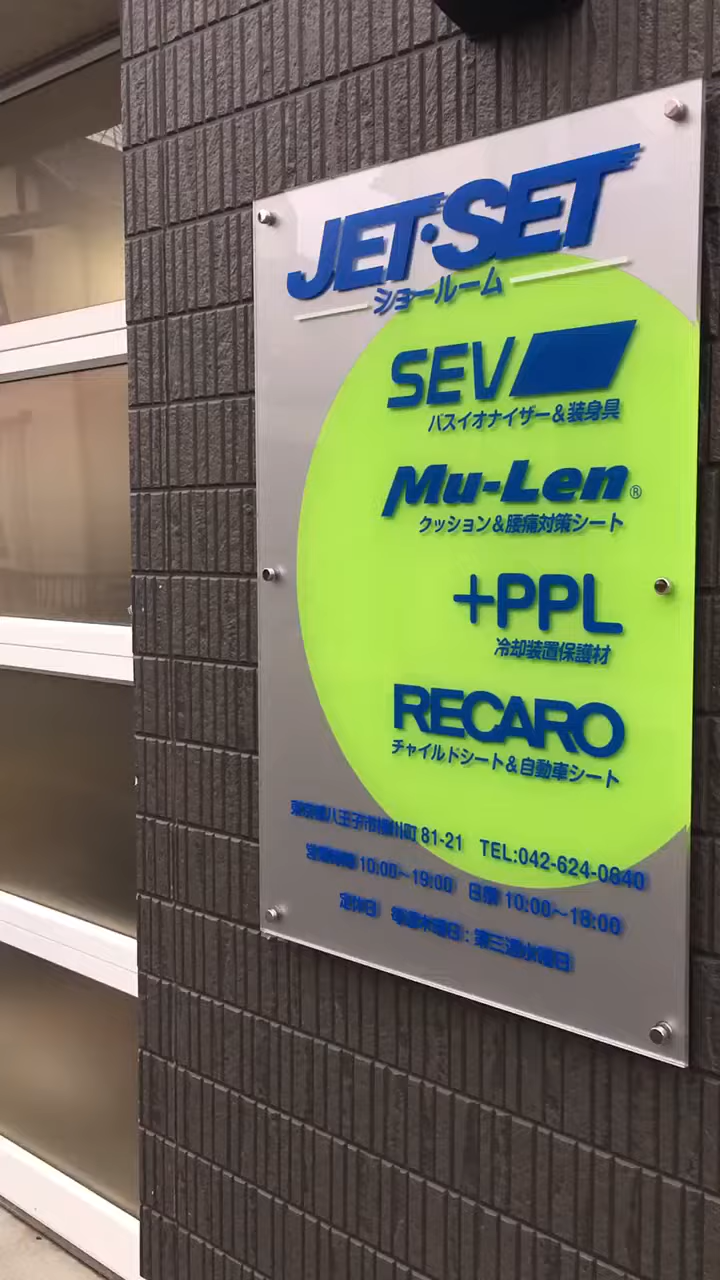 JET·SET
ショールーム
SEV
バスイオナイザー&装身具
Mu-Len®
クッション&腰痛対策シート
+PPL
冷却装置保護材
RECARO
チャイルドシート&自動車シート
東京都八王子市 町 81-21 TEL:042-624-0840
営業時間 10:00~19:00 日祭 10:00~18:00
定休日 毎週木曜日:第三週水曜日